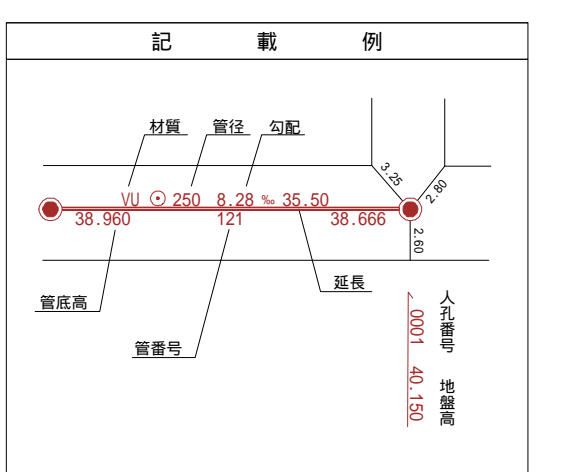 記載例
材質 管径 勾配
3.25
2.80
VU ⊙ 250 8.28 ‰ 35.50
38.960 121 38.666
2.60
延長
管底高
管番号
人孔番号 地盤高
0001 40.150